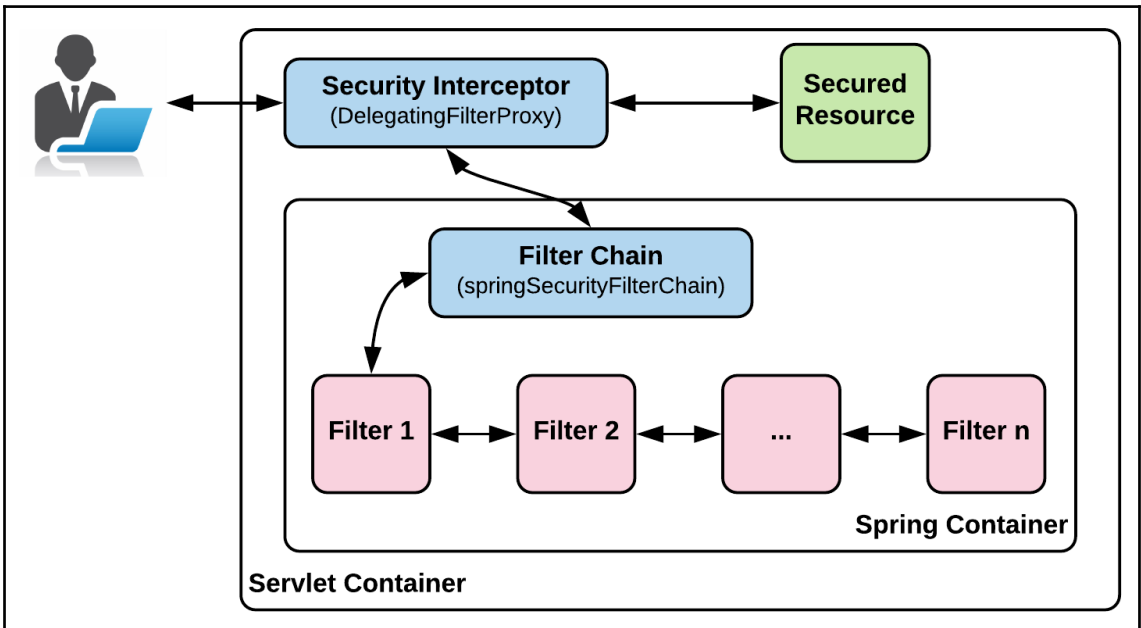 Security Interceptor
(DelegatingFilterProxy)
Secured
Resource
Filter Chain
(springSecurityFilterChain)
Filter 1
Filter 2
...
Filter n
Spring Container
Servlet Container